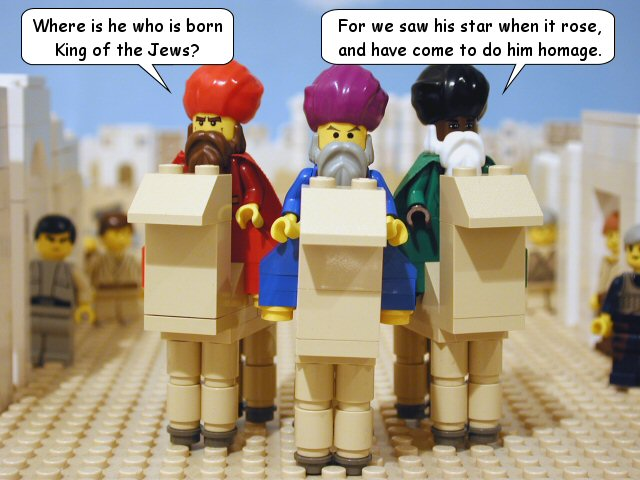 Where is he who is born
King of the Jews?
For we saw his star when it rose,
and have come to do him homage.